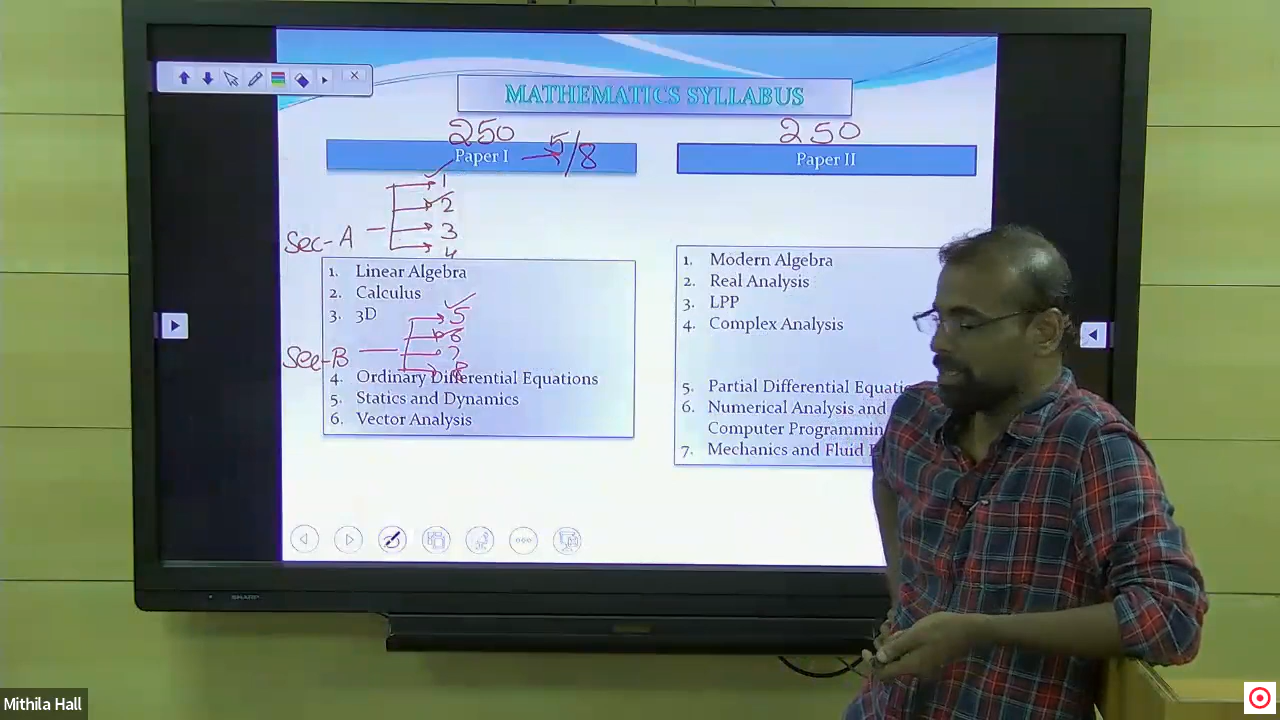 MATHEMATICS SYLLABUS
250
250
Paper I
5/8
Paper II
1
2
3
4
Sec-A
1. Linear Algebra
2. Calculus
3. 3D
5
6
7
8
Sec-B
4. Ordinary Differential Equations
5. Statics and Dynamics
6. Vector Analysis
1. Modern Algebra
2. Real Analysis
3. LPP
4. Complex Analysis
5. Partial Differential
6. Numerical Analysis and
Computer
7. Mechanics and Fluid
SHARP
Mithila Hall